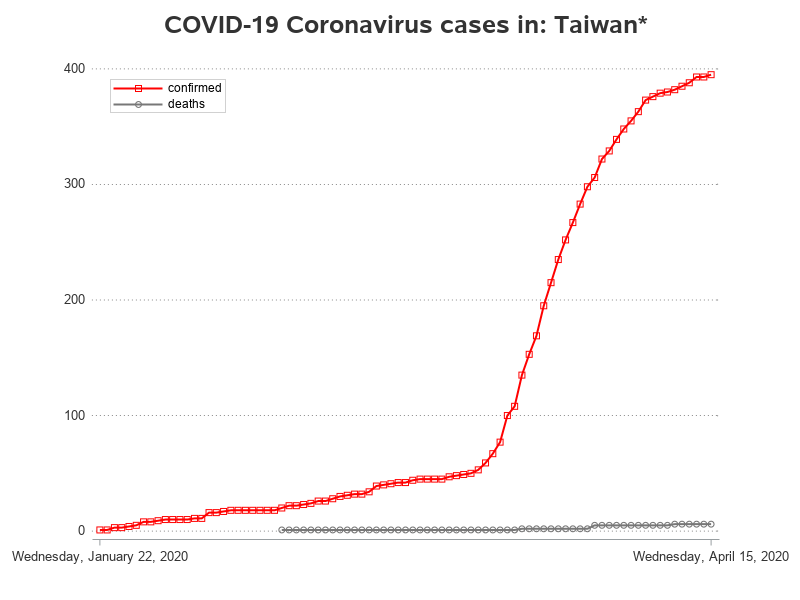 COVID-19 Coronavirus cases in: Taiwan*
400
confirmed
deaths
300
200
100
0
Wednesday, January 22, 2020 Wednesday, April 15, 2020